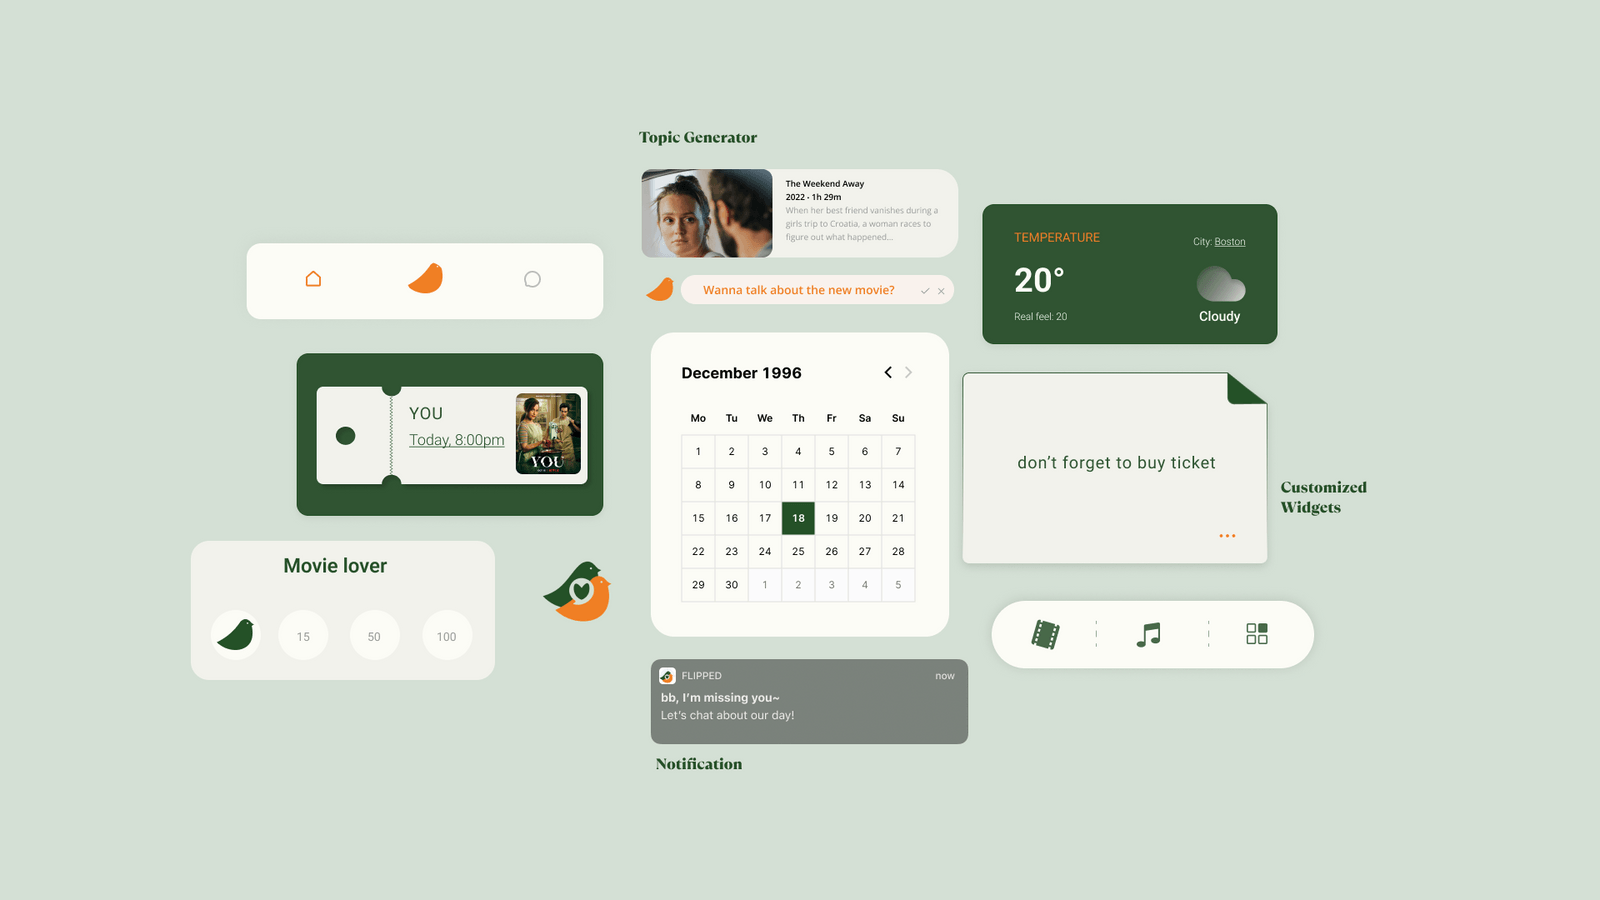 Topic Generator
The Weekend Away
2022 - 1h 29m
When her best friend vanishes during a
girls trip to Croatia, a woman races to
figure out what happened...
Wanna talk about the new movie?
TEMPERATURE
City: Boston
20°
Real feel: 20
Cloudy
YOU
Today, 8:00pm
YOU
Movie lover
15
50
100
December 1996
Mo Tu We Th Fr Sa Su
1 2 3 4 5 6 7
8 9 10 11 12 13 14
15 16 17 18 19 20 21
22 23 24 25 26 27 28
29 30 1 2 3 4 5
don't forget to buy ticket
Customized
Widgets
FLIPPED
now
bb, I'm missing you~
Let's chat about our day!
Notification